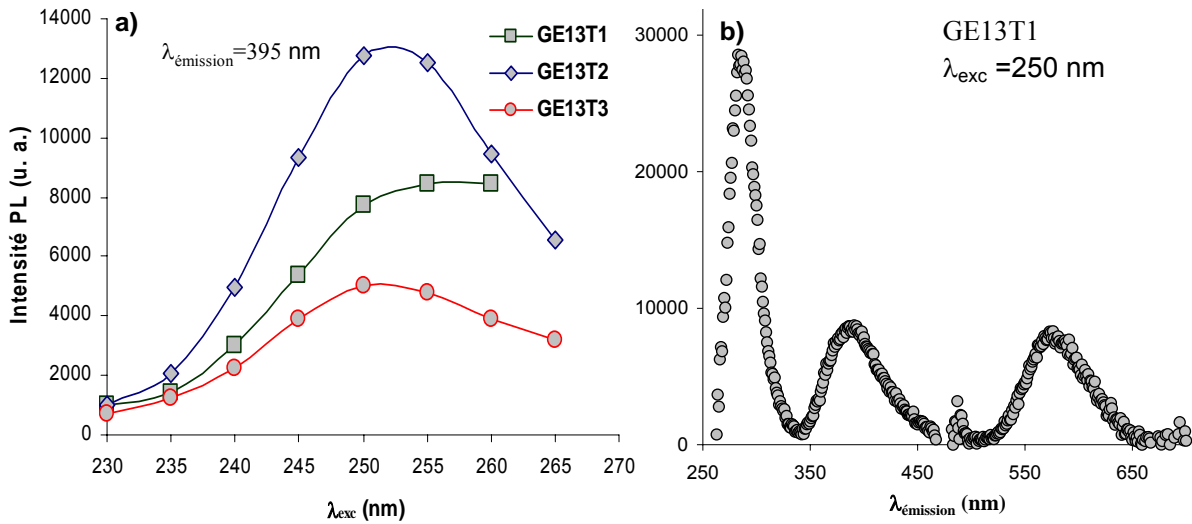 a)
λémission=395 nm
GE13T1
GE13T2
GE13T3
Intensité PL (u. a.)
14000
12000
10000
8000
6000
4000
2000
0
230 235 240 245 250 255 260 265 270
λexc (nm)
b)
GE13T1
λexc =250 nm
30000
20000
10000
0
250 350 450 550 650
λémission (nm)